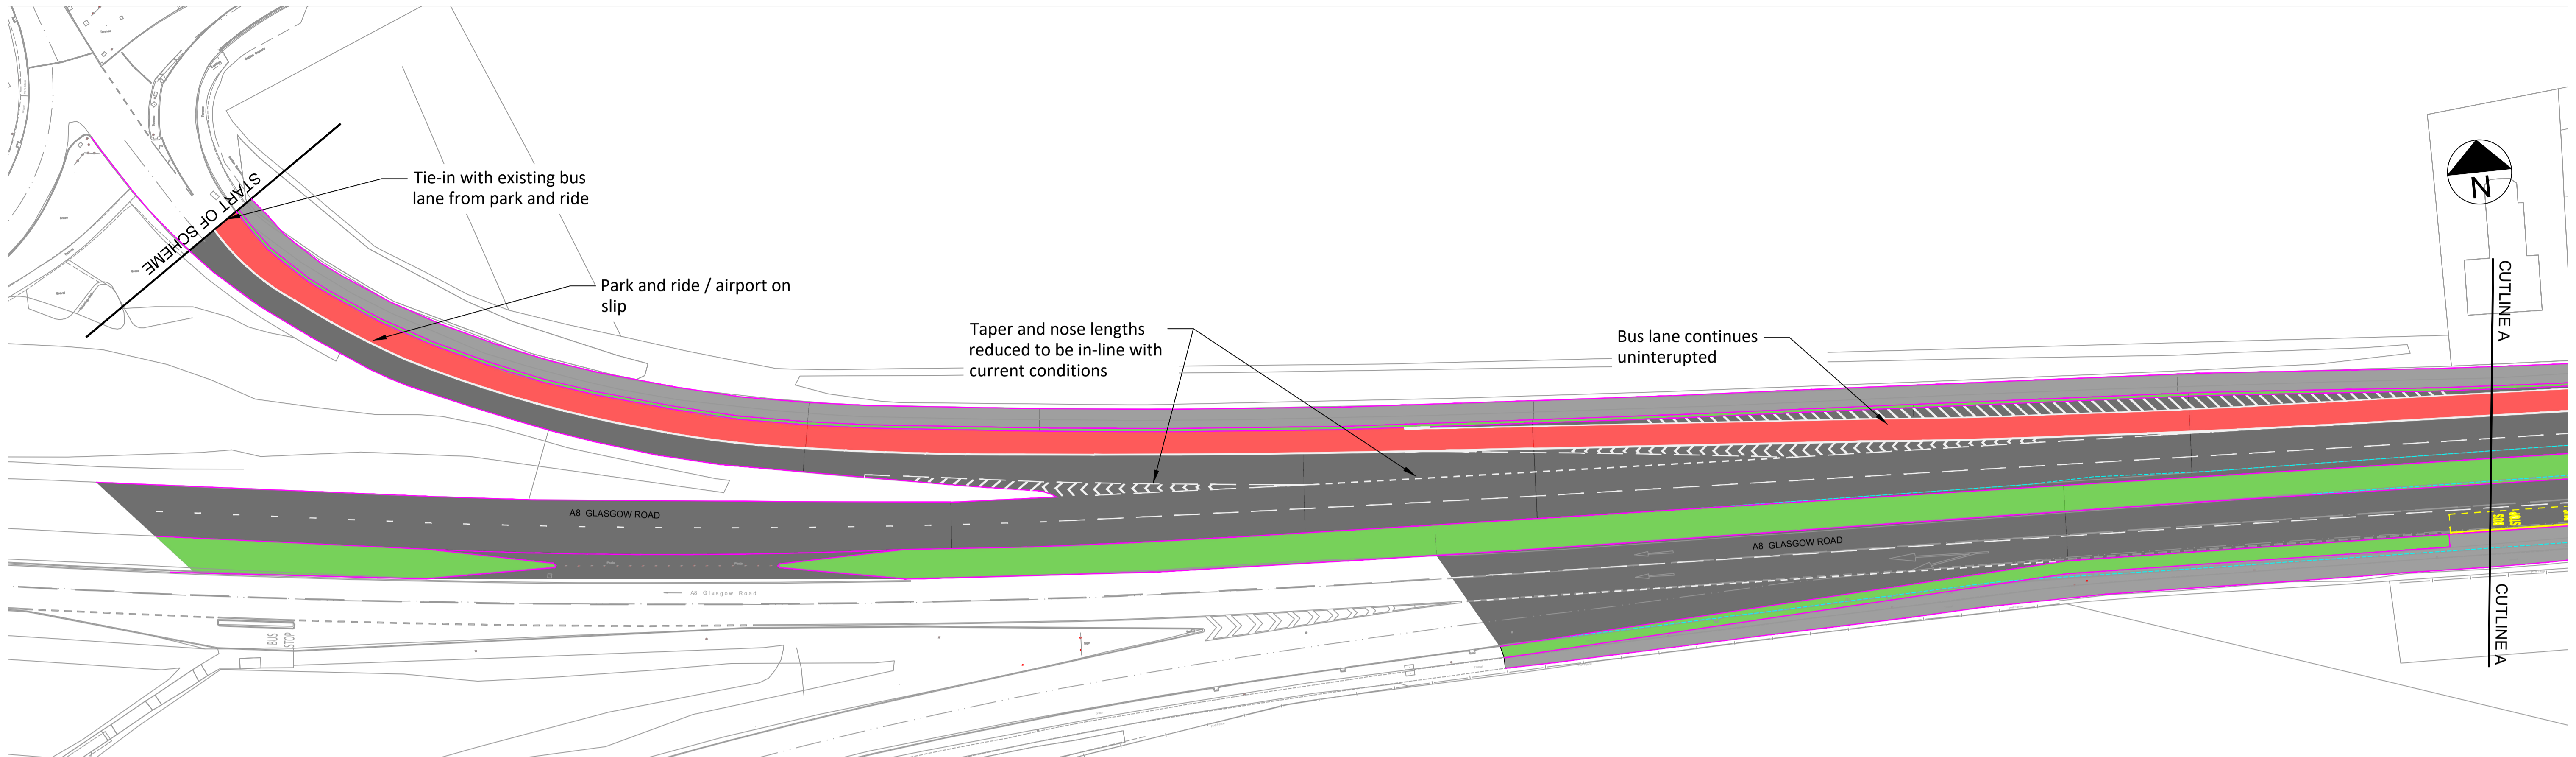 START OF SCHEME
Tie-in with existing bus
lane from park and ride
Park and ride / airport on
slip
Taper and nose lengths
reduced to be in-line with
current conditions
Bus lane continues
uninterupted
N
CUTLINE A
A8 GLASGOW ROAD
A8 GLASGOW ROAD
BUS
STOP
A8 Glasgow Road
BUS
STOP
CUTLINE A